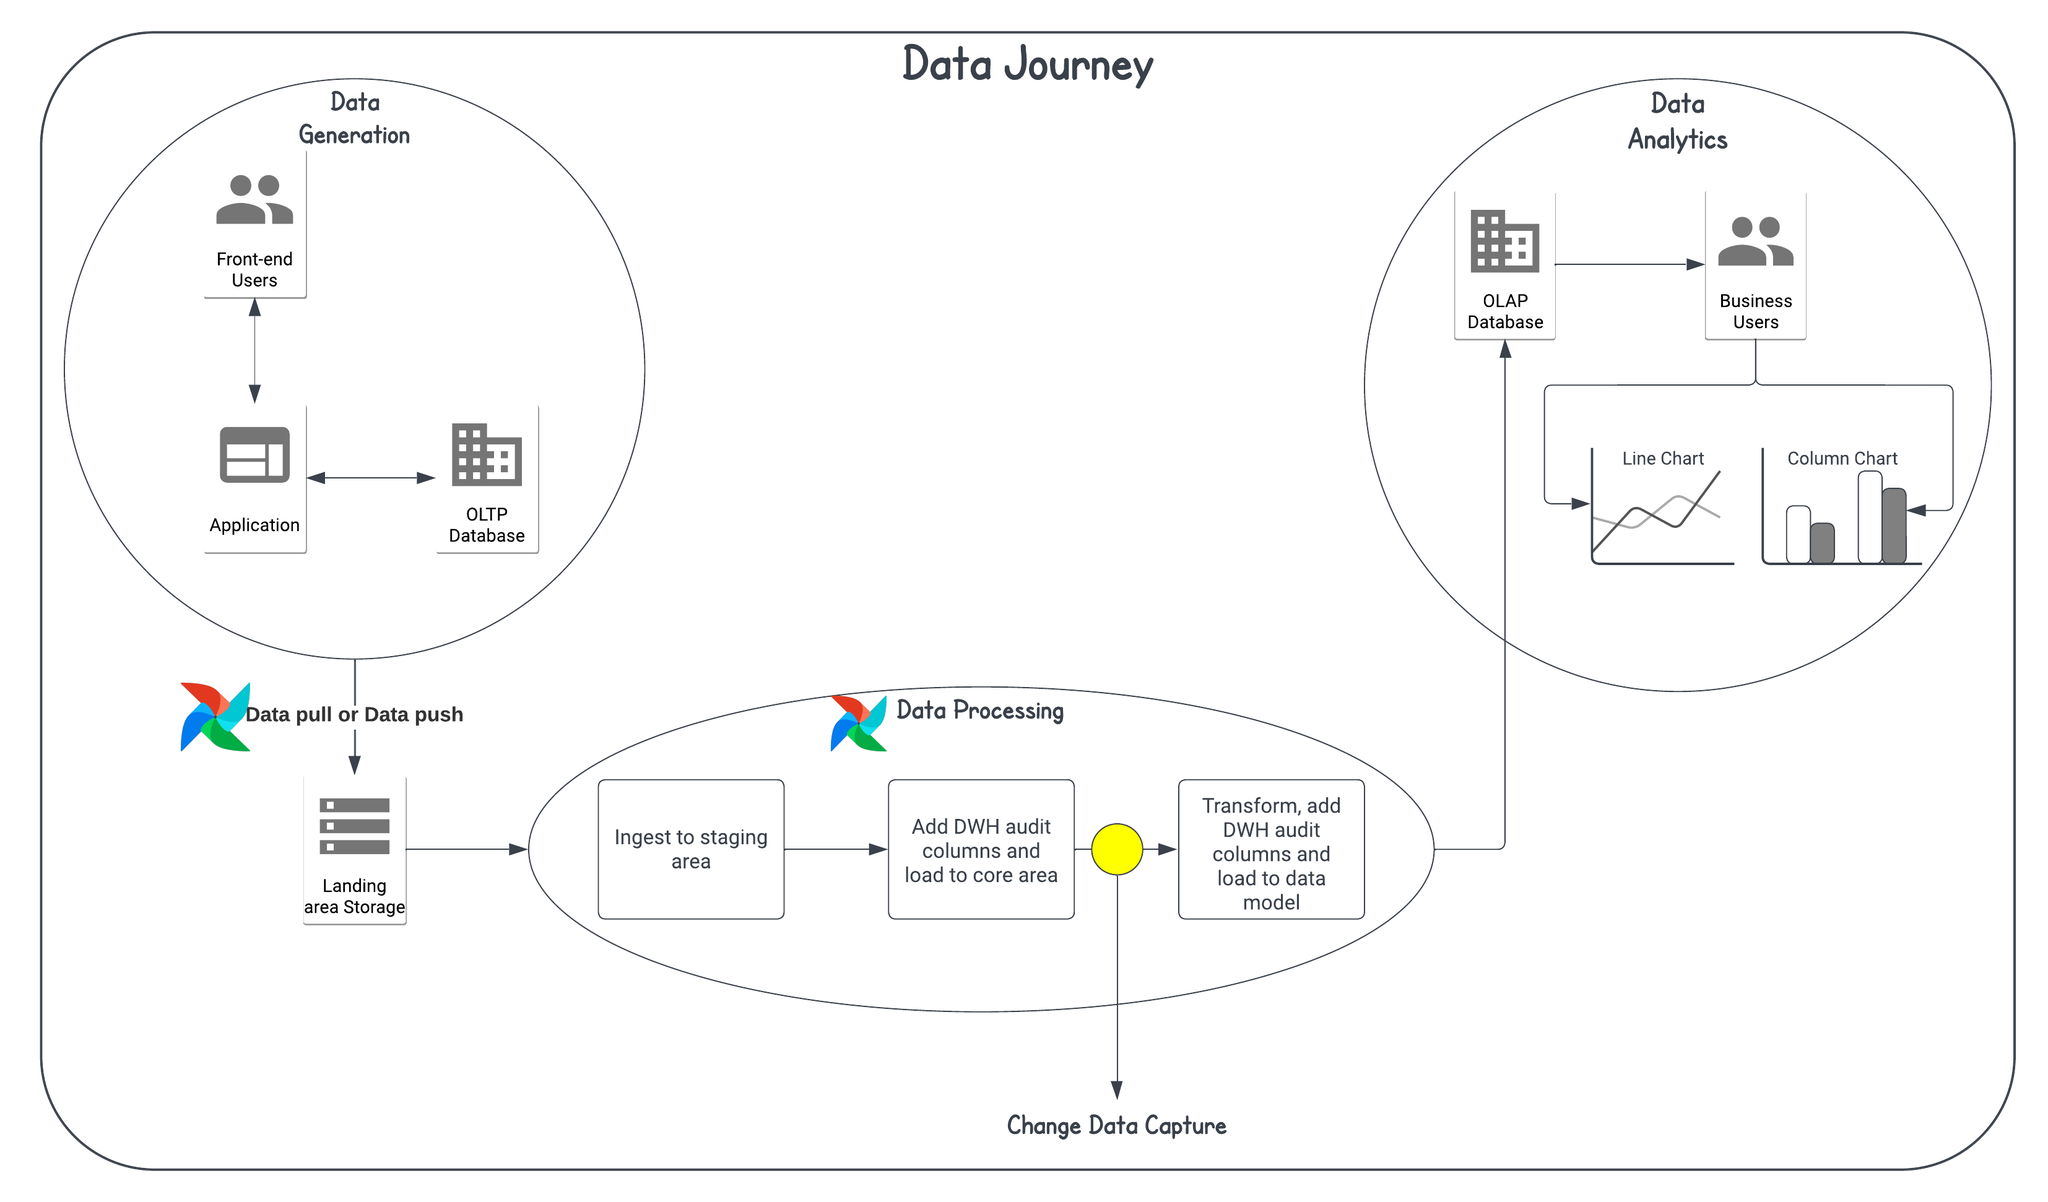 Data Journey
Data
Generation
Front-end
Users
Application
OLTP
Database
Data pull or Data push
Landing
area Storage
Data Processing
Ingest to staging
area
Add DWH audit
columns and
load to core area
Transform, add
DWH audit
columns and
load to data
model
Change Data Capture
Data
Analytics
OLAP
Database
Business
Users
Line Chart
Column Chart